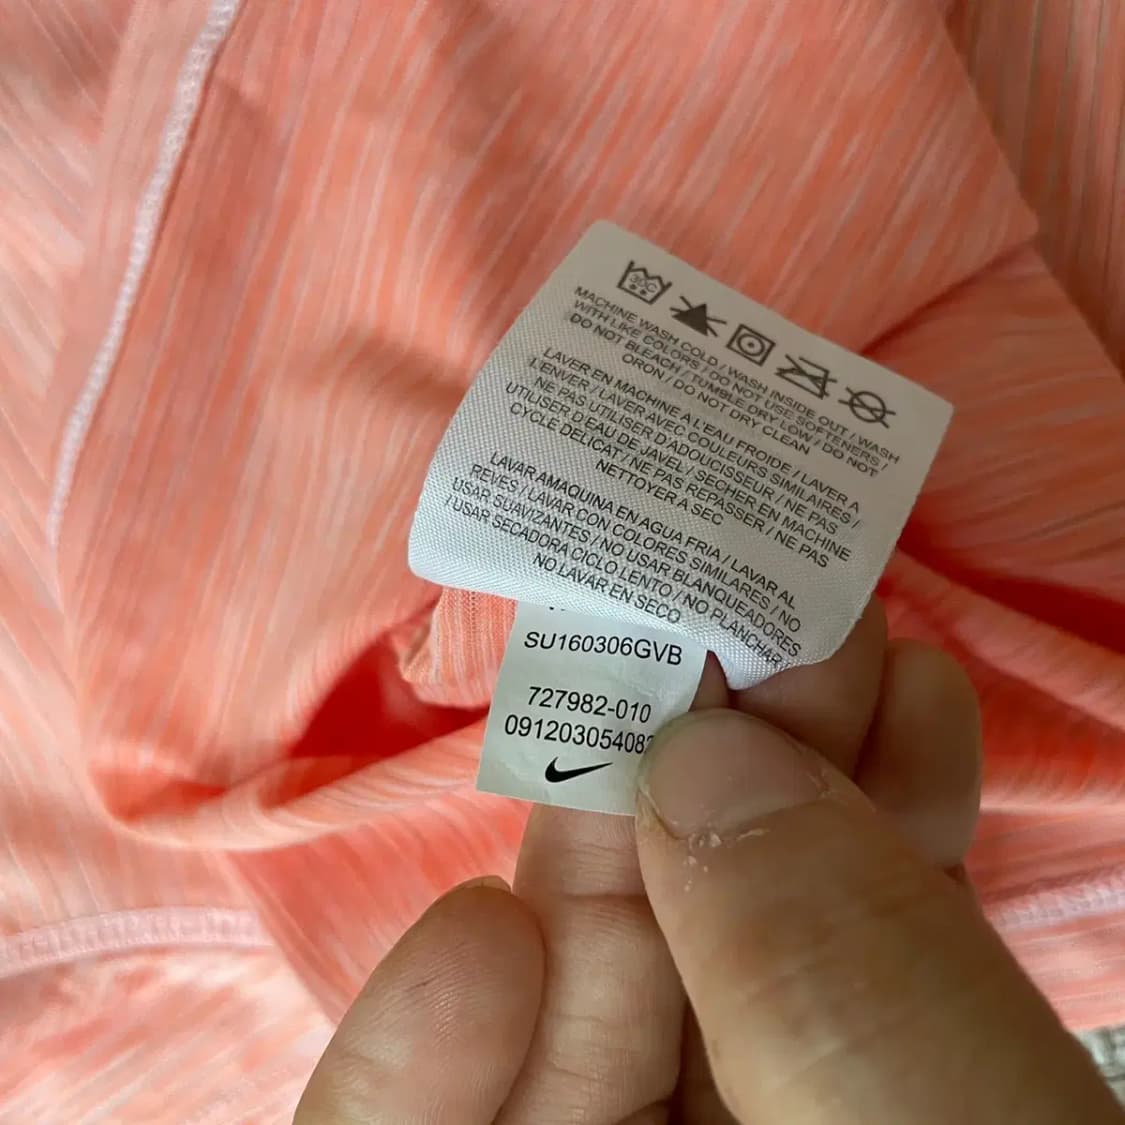 30C
MACHINE WASH COLD / WASH INSIDE OUT / WASH
WITH LIKE COLORS / DO NOT USE SOFTENERS /
DO NOT BLEACH / TUMBLE DRY LOW / DO NOT
ORON / DO NOT DRY CLEAN
LAVER EN MACHINE A L'EAU FROIDE / LAVER A
L'ENVER / LAVER AVEC COULEURS SIMILAIRES /
NE PAS UTILISER D'ADOUCISSEUR / NE PAS
UTILISER D'EAU DE JAVEL / SECHER EN MACHINE
CYCLE DELICAT / NE PAS REPASSER / NE PAS
NETTOYER A SEC
LAVAR AMAQUINA EN AGUA FRIA / LAVAR AL
REVES / LAVAR CON COLORES SIMILARES / NO
USAR SUAVIZANTES / NO USAR BLANQUEADORES
/ USAR SECADORA CICLO LENTO / NO PLANCHAR
NO LAVAR EN SECO
SU160306GVB
727982-010
091203054082